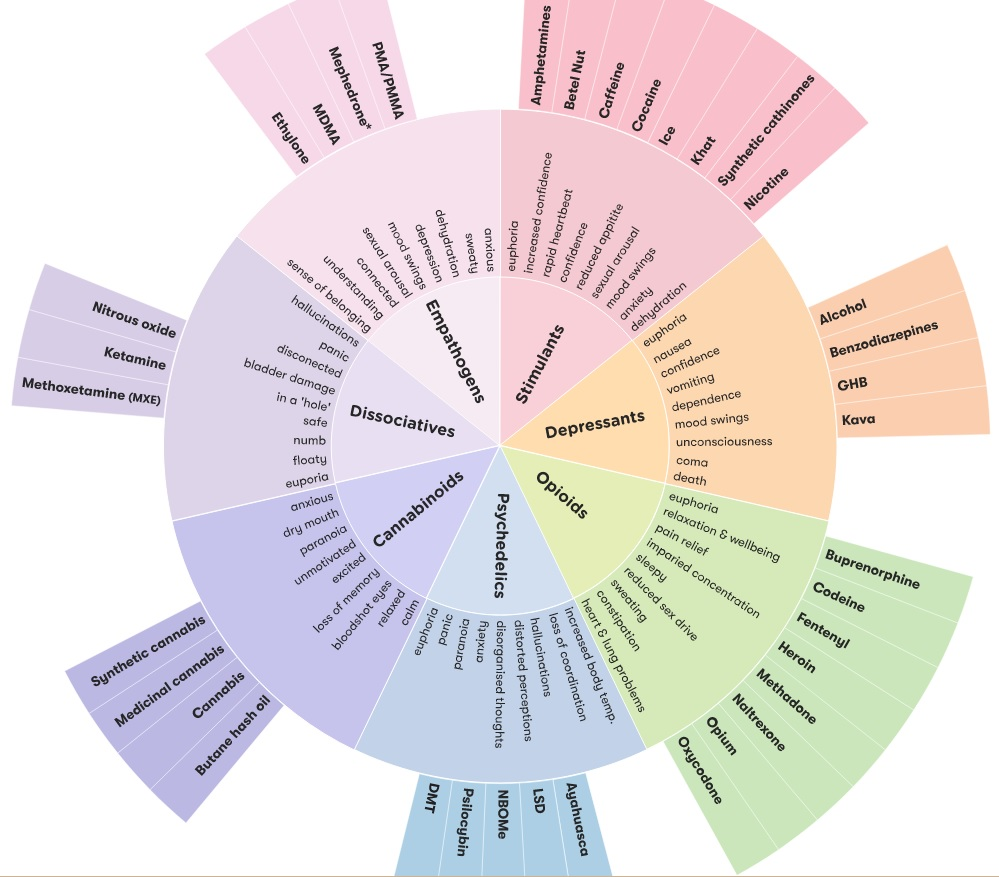 Stimulants
euphoria
increased confidence
rapid heartbeat
confidence
reduced appitite
sexual arousal
mood swings
anxiety
dehydration
Amphetamines
Betel Nut
Caffeine
Cocaine
Ice
Khat
Synthetic cathinones
Nicotine
Depressants
euphoria
nausea
confidence
vomiting
dependence
mood swings
unconsciousness
coma
death
Alcohol
Benzodiazepines
GHB
Kava
Opioids
euphoria
relaxation & wellbeing
pain relief
imparied concentration
sleepy
reduced sex drive
sweating
constipation
heart & lung problems
Buprenorphine
Codeine
Fentenyl
Heroin
Methadone
Naltrexone
Opium
Oxycodone
Psychedelics
increased body temp.
loss of coordination
hallucinations
distorted perceptions
disorganised thoughts
anxiety
paranoia
panic
euphoria
Ayahuasca
LSD
NBOMe
Psilocybin
DMT
Cannabinoids
calm
relaxed
bloodshot eyes
loss of memory
excited
unmotivated
paranoia
dry mouth
anxious
Butane hash oil
Cannabis
Medicinal cannabis
Synthetic cannabis
Dissociatives
euporia
floaty
numb
safe
in a 'hole'
bladder damage
disconected
panic
hallucinations
Methoxetamine (MXE)
Ketamine
Nitrous oxide
Empathogens
sense of belonging
understanding
connected
sexual arousal
mood swings
depression
dehydration
sweaty
anxious
Ethylone
MDMA
Mephedrone*
PMA/PMMA